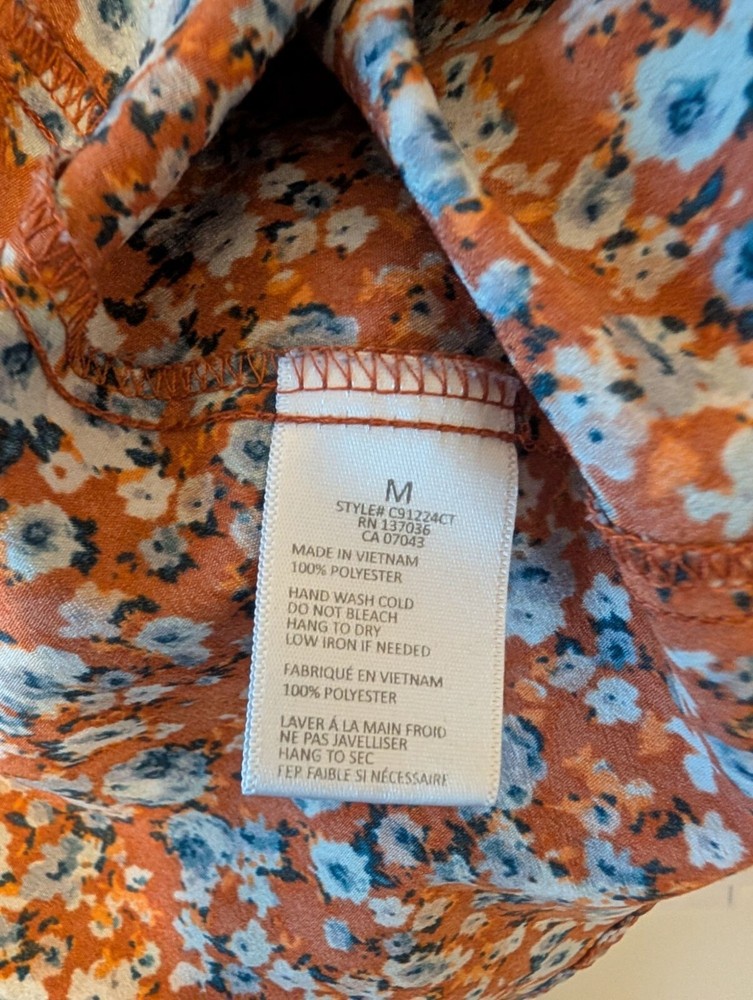 M
STYLE# C91224CT
RN 137036
CA 07043
MADE IN VIETNAM
100% POLYESTER
HAND WASH COLD
DO NOT BLEACH
HANG TO DRY
LOW IRON IF NEEDED
FABRIQUÉ EN VIETNAM
100% POLYESTER
LAVER Á LA MAIN FROID
NE PAS JAVELLISER
HANG TO SEC
FER FAIBLE SI NÉCESSAIRE